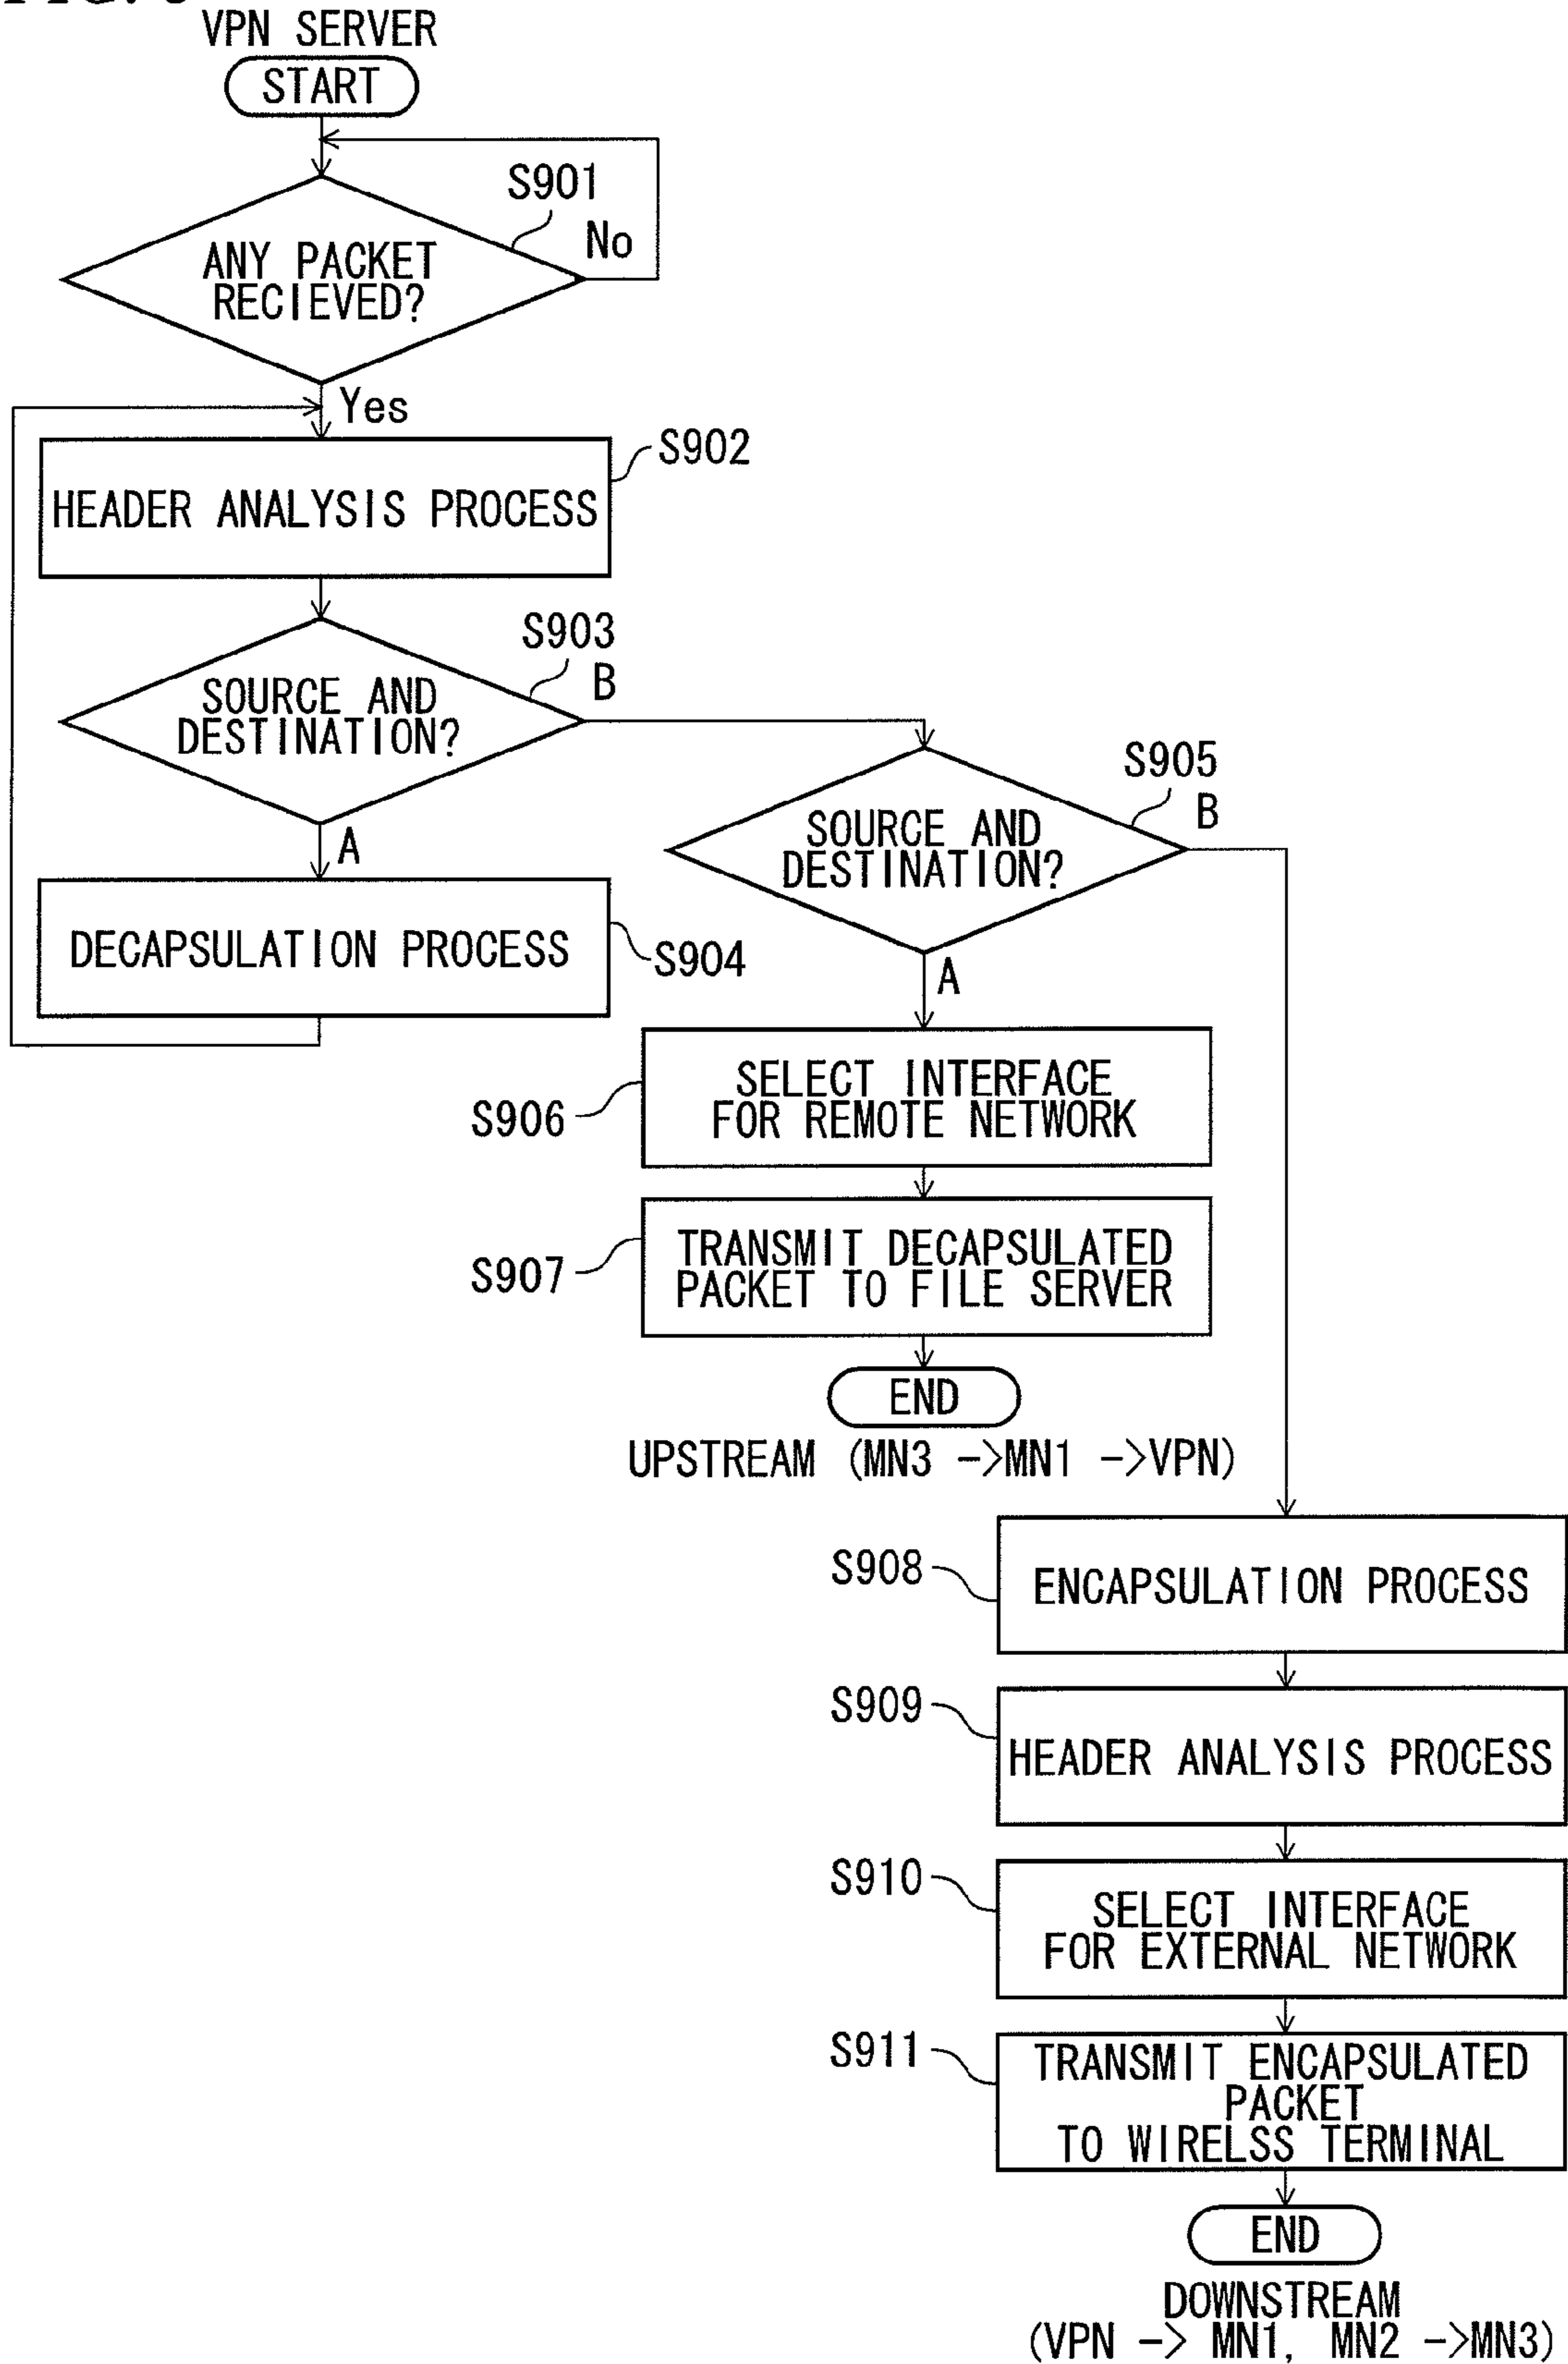 VPN SERVER
START
S901
No
ANY PACKET
RECIEVED?
Yes
S902
HEADER ANALYSIS PROCESS
S903
B
SOURCE AND
DESTINATION?
A
S904
DECAPSULATION PROCESS
S905
B
SOURCE AND
DESTINATION?
A
S906
SELECT INTERFACE
FOR REMOTE NETWORK
S907
TRANSMIT DECAPSULATED
PACKET TO FILE SERVER
END
UPSTREAM (MN3 ->MN1 ->VPN)
S908
ENCAPSULATION PROCESS
S909
HEADER ANALYSIS PROCESS
S910
SELECT INTERFACE
FOR EXTERNAL NETWORK
S911
TRANSMIT ENCAPSULATED
PACKET
TO WIRELSS TERMINAL
END
DOWNSTREAM
(VPN -> MN1, MN2 ->MN3)